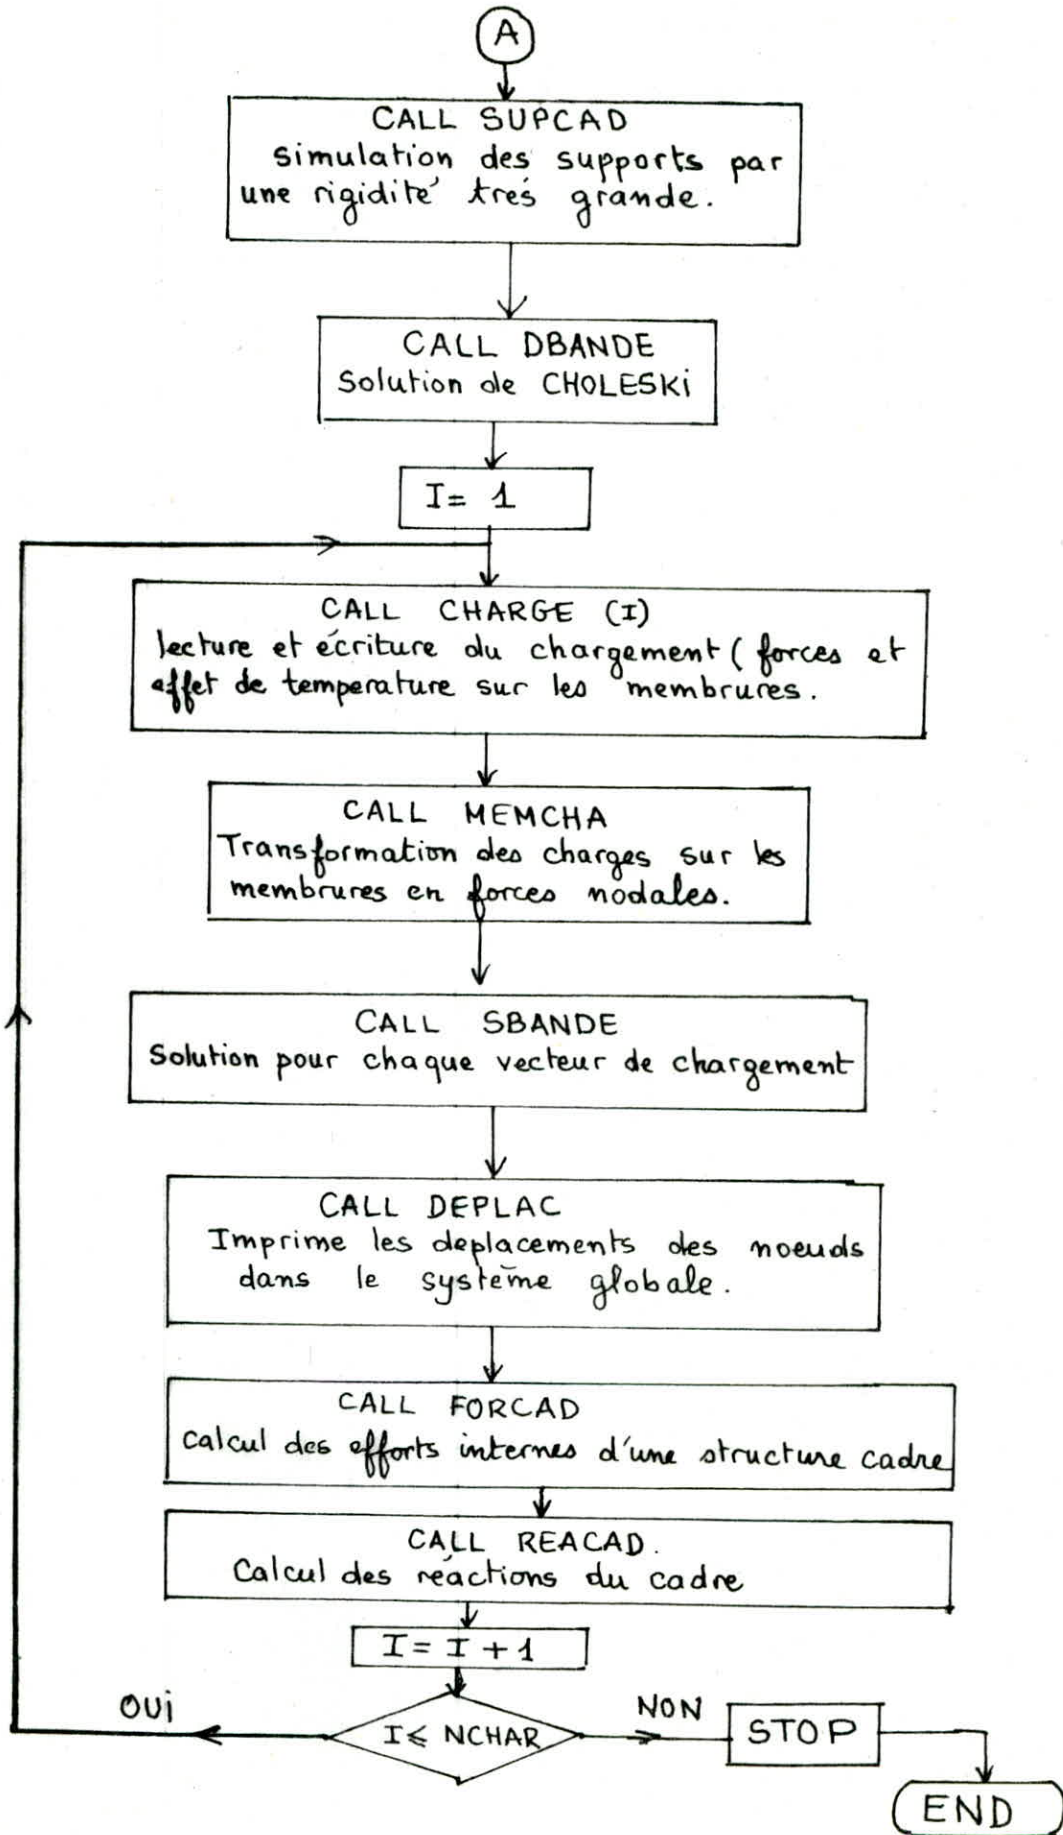 A
CALL SUPCAD
simulation des supports par
une rigidité trés grande.
CALL DBANDE
Solution de CHOLESKi
I= 1
CALL CHARGE (I)
lecture et écriture du chargement ( forces et
effet de temperature sur les membrures.
CALL MEMCHA
Transformation des charges sur les
membrures en forces nodales.
CALL SBANDE
Solution pour chaque vecteur de chargement
CALL DEPLAC
Imprime les deplacements des noeuds
dans le système globale.
CALL FORCAD
calcul des efforts internes d'une structure cadre
CALL REACAD.
Calcul des réactions du cadre
I = I + 1
OUi
I ≤ NCHAR
NON
STOP
END